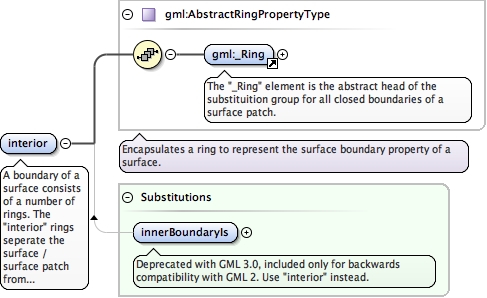 gml:AbstractRingPropertyType
gml:_Ring
The "_Ring" element is the abstract head of the
substituition group for all closed boundaries of a
surface patch.
Encapsulates a ring to represent the surface boundary property of a
surface.
interior
A boundary of a
surface consists
of a number of
rings. The
"interior" rings
seperate the
surface /
surface patch
from...
Substitutions
innerBoundaryIs
Deprecated with GML 3.0, included only for backwards
compatibility with GML 2. Use "interior" instead.